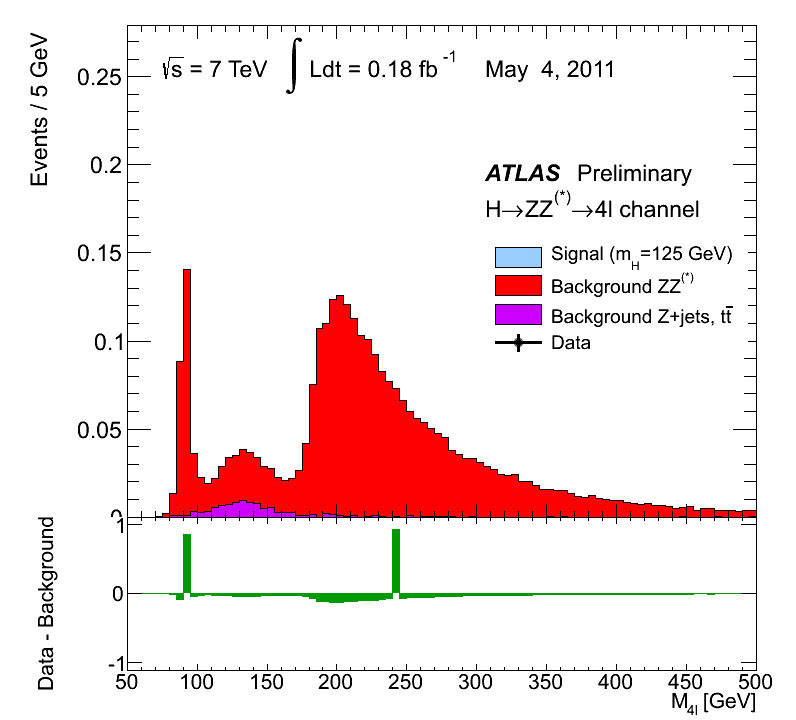 √s = 7 TeV ∫ Ldt = 0.18 fb⁻¹ May 4, 2011
ATLAS Preliminary
H→ZZ(*)→4l channel
Signal (mH=125 GeV)
Background ZZ(*)
Background Z+jets, tt̄
Data
Events / 5 GeV
0.25
0.2
0.15
0.1
0.05
0
Data - Background
1
0
-1
50 100 150 200 250 300 350 400 450 500
M4l [GeV]